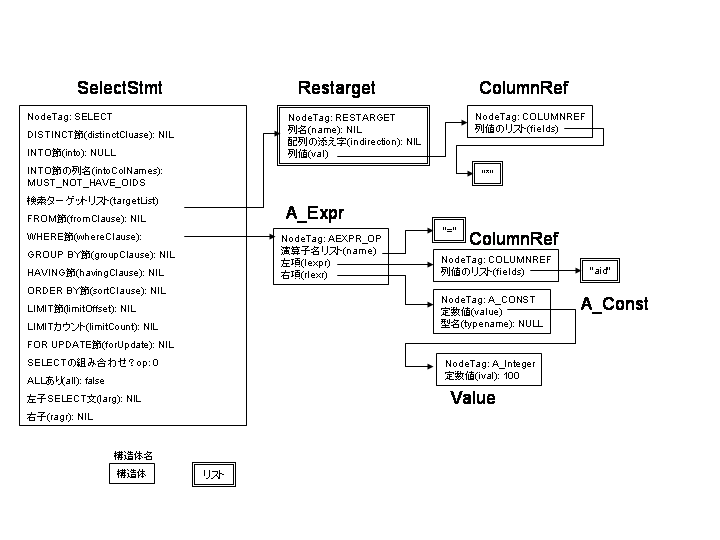 SelectStmt
NodeTag: SELECT
DISTINCT節(distinctCluase): NIL
INTO節(into): NULL
INTO節の列名(intoColNames):
MUST_NOT_HAVE_OIDS
検索ターゲットリスト(targetList)
FROM節(fromClause): NIL
WHERE節(where.Clause):
GROUP BY節(groupClause): NIL
HAVING節(havingClause): NIL
ORDER BY節(sortClause): NIL
LIMIT節(limitOffset): NIL
LIMITカウント(limitCount): NIL
FOR UPDATE節(forUpdate): NIL
SELECTの組み合わせ？op: 0
ALLあり(all): false
左子SELECT文(larg): NIL
右子(ragr): NIL
Restarget
NodeTag: RESTARGET
列名(name): NIL
配列の添え字(indirection): NIL
列値(val)
ColumnRef
NodeTag: COLUMNREF
列値のリスト(fields)
"*"
A_Expr
NodeTag: AEXPR_OP
演算子名リスト(name)
左項(lexpr)
右項(rlexr)
"="
ColumnRef
NodeTag: COLUMNREF
列値のリスト(fields)
"aid"
NodeTag: A_CONST
定数値(value)
型名(typename): NULL
A_Const
NodeTag: A_Integer
定数値(ival): 100
Value
構造体名
構造体
リスト